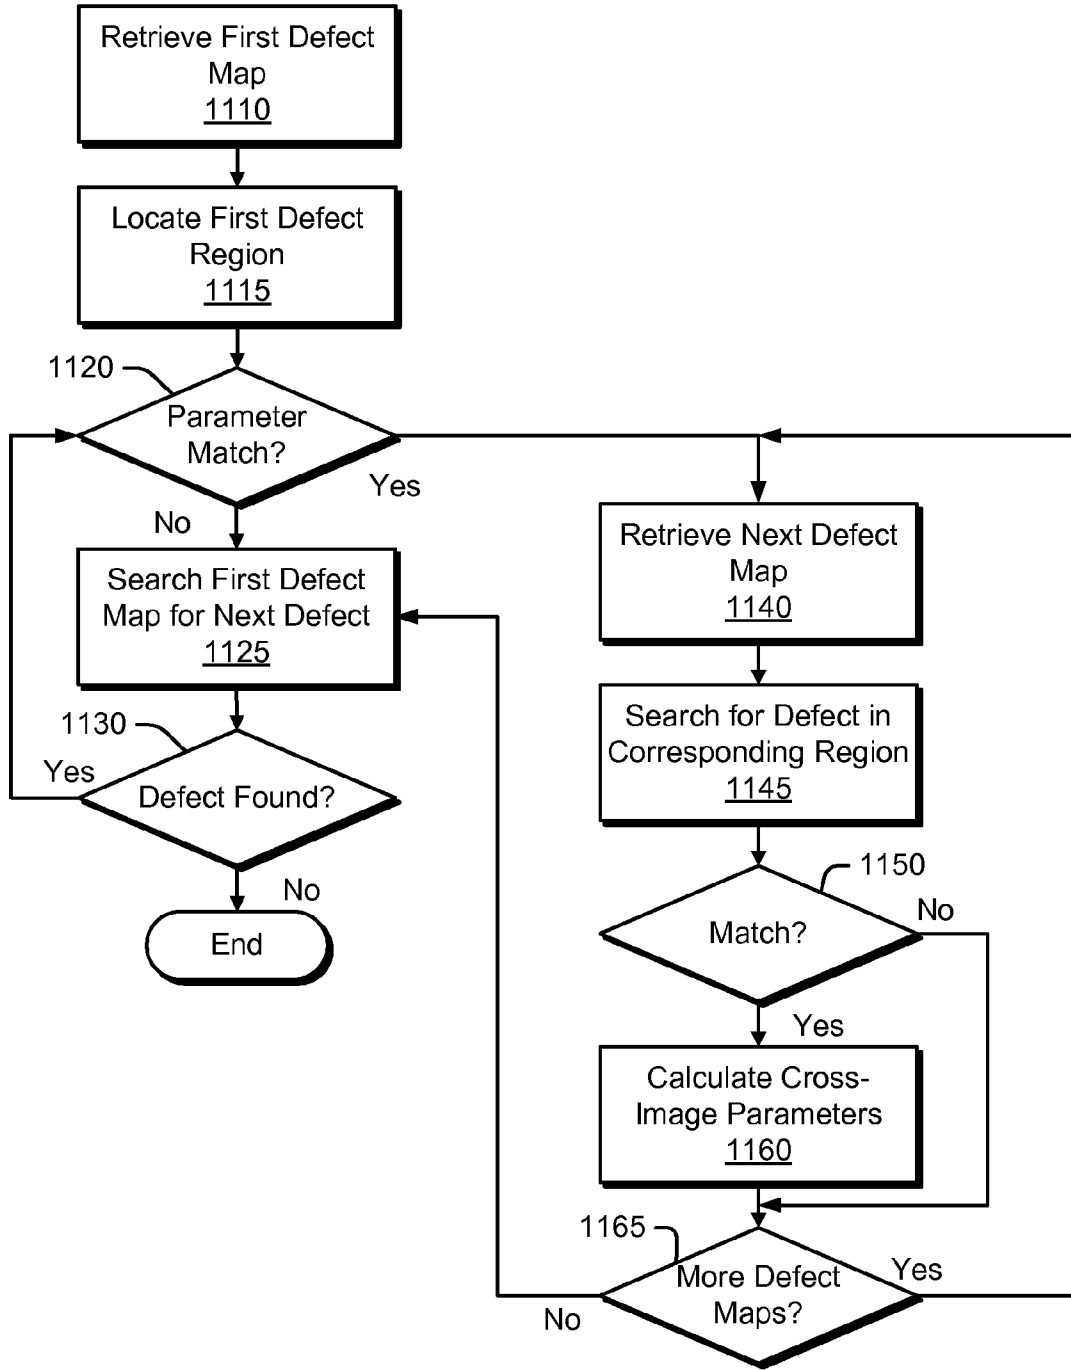 Retrieve First Defect
Map
1110
Locate First Defect
Region
1115
1120
Parameter
Match?
Yes
No
Search First Defect
Map for Next Defect
1125
1130
Yes
Defect Found?
No
End
Retrieve Next Defect
Map
1140
Search for Defect in
Corresponding Region
1145
1150
No
Match?
Yes
Calculate Cross-
Image Parameters
1160
1165
More Defect
Maps?
Yes
No